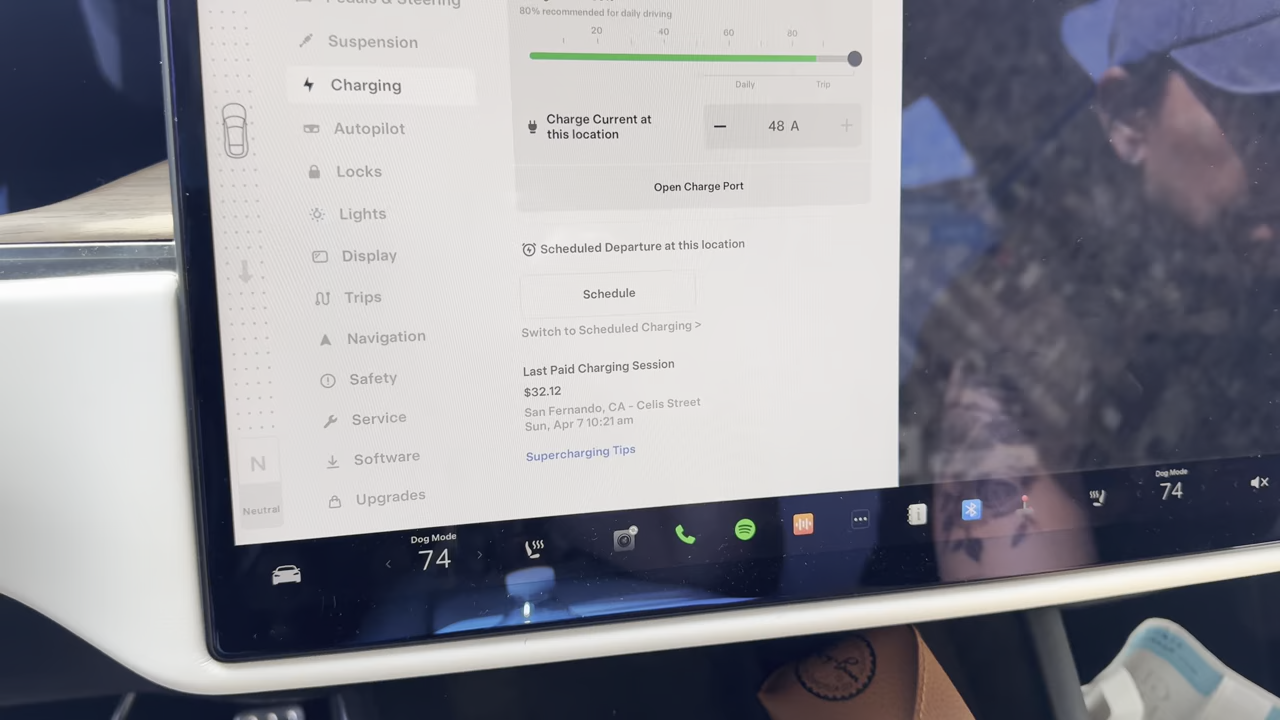 Pedals & Steering
80% recommended for daily driving
Suspension
20 40 60 80
Charging
Daily Trip
Charge Current at
this location
48 A
Autopilot
Locks
Open Charge Port
Lights
Scheduled Departure at this location
Display
Schedule
Trips
Switch to Scheduled Charging >
Navigation
Last Paid Charging Session
Safety
$32.12
San Fernando, CA – Celis Street
Sun, Apr 7 10:21 am
Service
Supercharging Tips
Software
Upgrades
N
Neutral
Dog Mode
74
Dog Mode
74